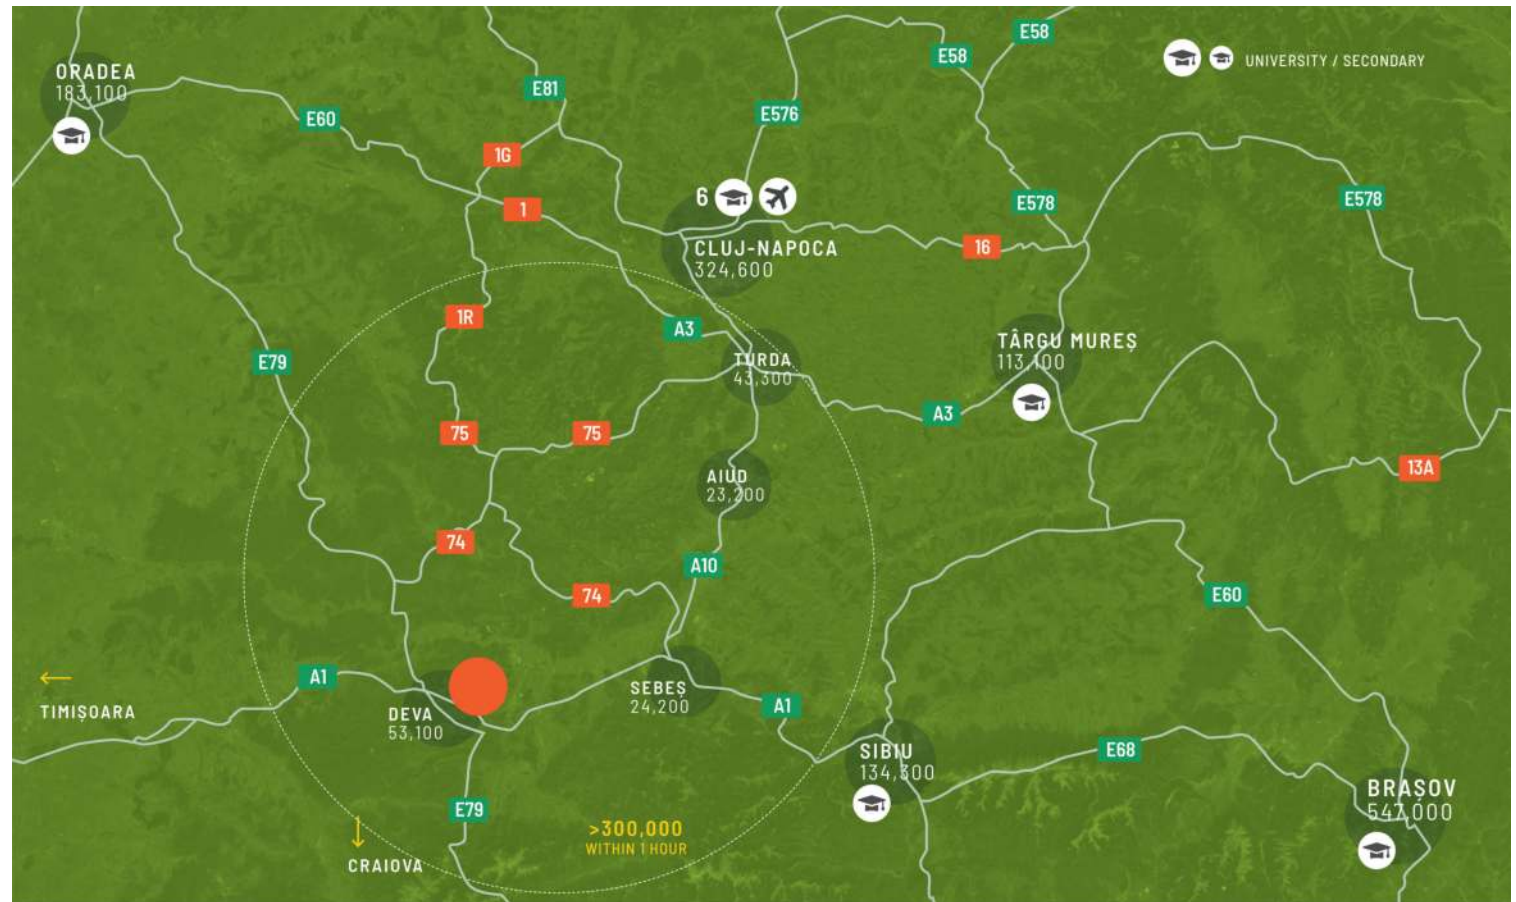 E58
E58
ORADEA
183,100
UNIVERSITY / SECONDARY
E81
E60
E576
1G
6
1
E578
E578
CLUJ-NAPOCA
324,600
16
1R
A3
TÂRGU MUREȘ
113,100
E79
TURDA
43,300
A3
75
75
13A
AIUD
23,200
74
A10
74
E60
A1
TIMIȘOARA
SEBEȘ
24,200
A1
DEVA
53,100
SIBIU
134,300
E68
BRAȘOV
547,000
E79
>300,000
WITHIN 1 HOUR
CRAIOVA